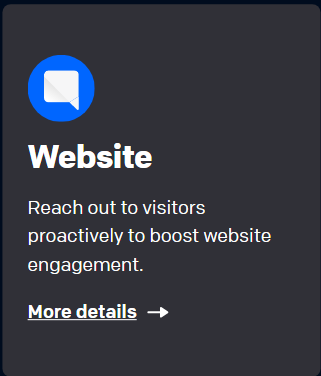 Website
Reach out to visitors
proactively to boost website
engagement.
More details